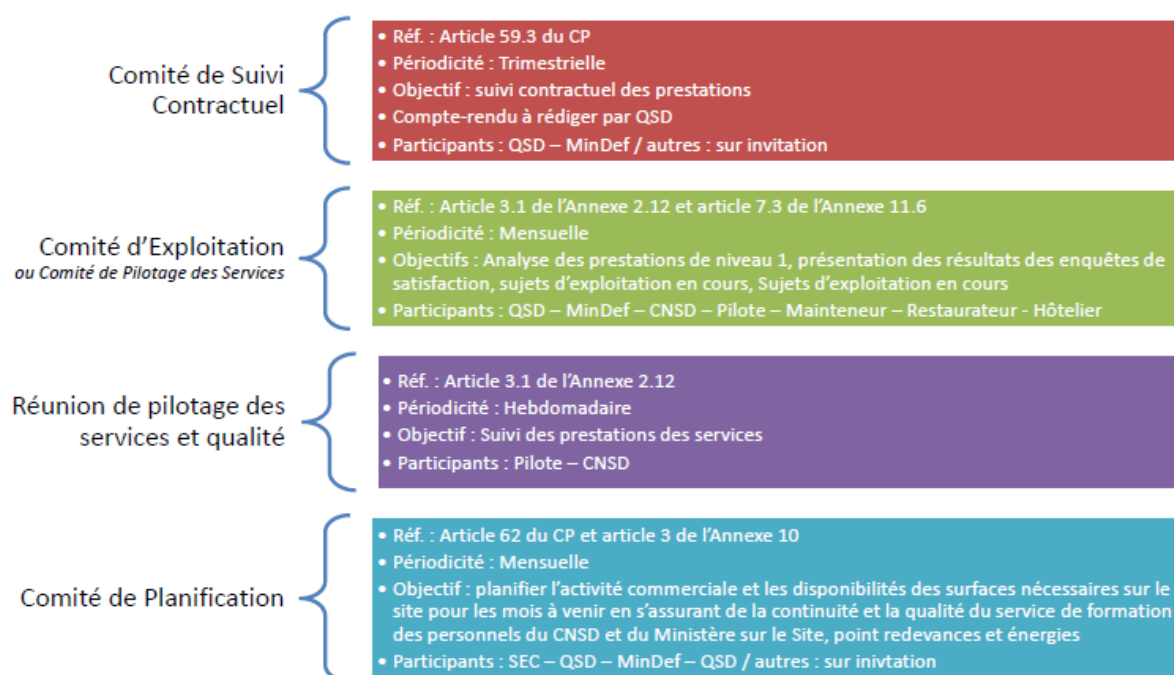 Comité de Suivi
Contractuel
• Réf. : Article 59.3 du CP
• Périodicité : Trimestrielle
• Objectif : suivi contractuel des prestations
• Compte-rendu à rédiger par QSD
• Participants : QSD – MinDef / autres : sur invitation
Comité d’Exploitation
ou Comité de Pilotage des Services
• Réf. : Article 3.1 de l’Annexe 2.12 et article 7.3 de l’Annexe 11.6
• Périodicité : Mensuelle
• Objectifs : Analyse des prestations de niveau 1, présentation des résultats des enquêtes de
satisfaction, sujets d’exploitation en cours, Sujets d’exploitation en cours
• Participants : QSD – MinDef – CNSD – Pilote – Mainteneur – Restaurateur - Hôtelier
Réunion de pilotage des
services et qualité
• Réf. : Article 3.1 de l’Annexe 2.12
• Périodicité : Hebdomadaire
• Objectif : Suivi des prestations des services
• Participants : Pilote – CNSD
Comité de Planification
• Réf. : Article 62 du CP et article 3 de l’Annexe 10
• Périodicité : Mensuelle
• Objectif : planifier l’activité commerciale et les disponibilités des surfaces nécessaires sur le
site pour les mois à venir en s’assurant de la continuité et la qualité du service de formation
des personnels du CNSD et du Ministère sur le Site, point redevances et énergies
• Participants : SEC – QSD – MinDef – QSD / autres : sur inivtation